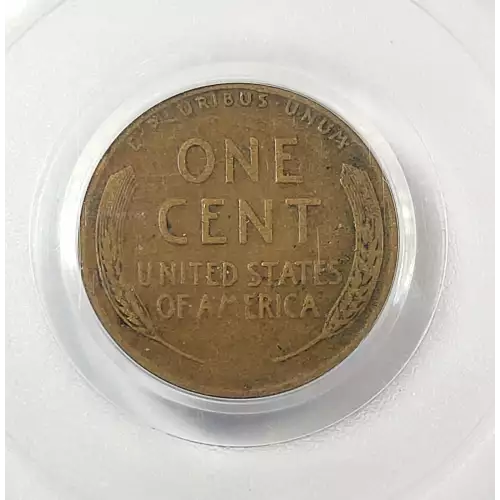 E · PLURIBUS · UNUM
ONE
CENT
UNITED STATES
OF AMERICA